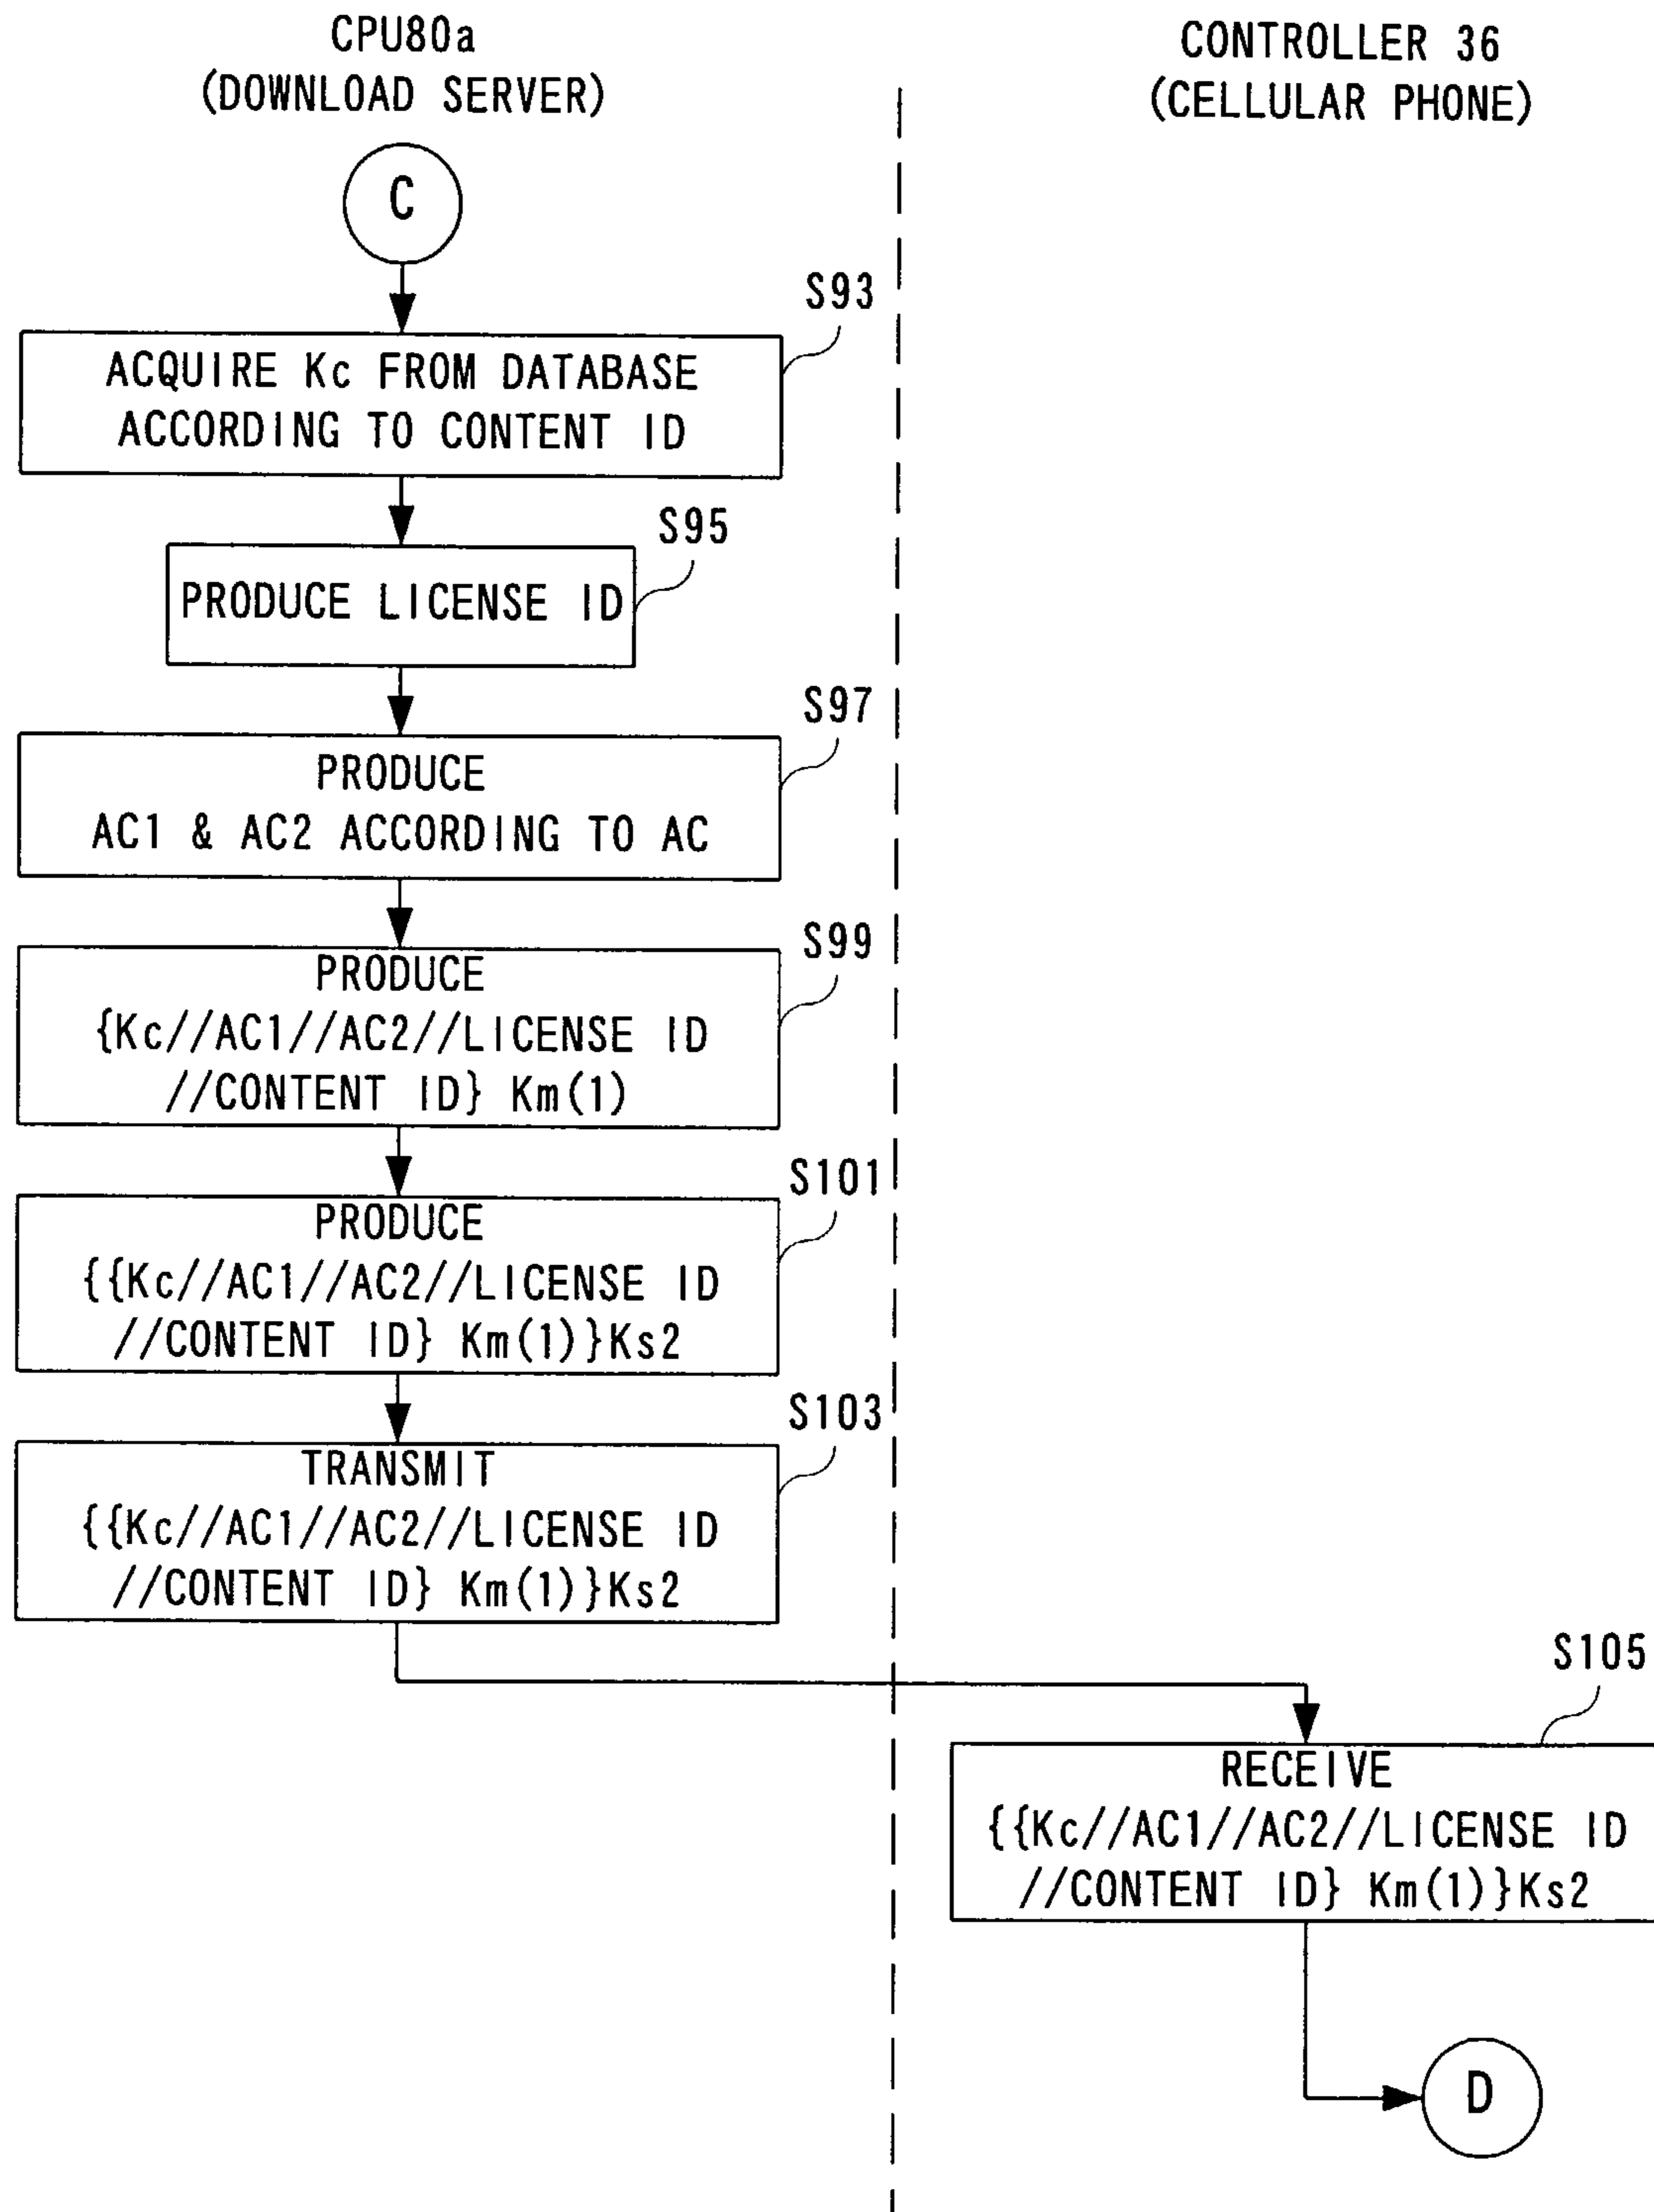 CPU80a
(DOWNLOAD SERVER)
CONTROLLER 36
(CELLULAR PHONE)
C
S93
ACQUIRE Kc FROM DATABASE
ACCORDING TO CONTENT ID
S95
PRODUCE LICENSE ID
S97
PRODUCE
AC1 & AC2 ACCORDING TO AC
S99
PRODUCE
{Kc//AC1//AC2//LICENSE ID
//CONTENT ID} Km(1)
S101
PRODUCE
{{Kc//AC1//AC2//LICENSE ID
//CONTENT ID} Km(1)}Ks2
S103
TRANSMIT
{{Kc//AC1//AC2//LICENSE ID
//CONTENT ID} Km(1)}Ks2
S105
RECEIVE
{{Kc//AC1//AC2//LICENSE ID
//CONTENT ID} Km(1)}Ks2
D